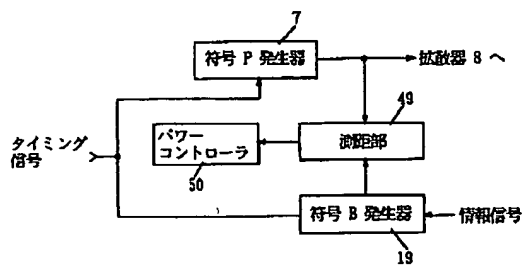 7
符号 P 発生器
拡散器 8 へ
49
タイミング
信号
パワー
コントローラ
測距部
50
符号 B 発生器
情報信号
19